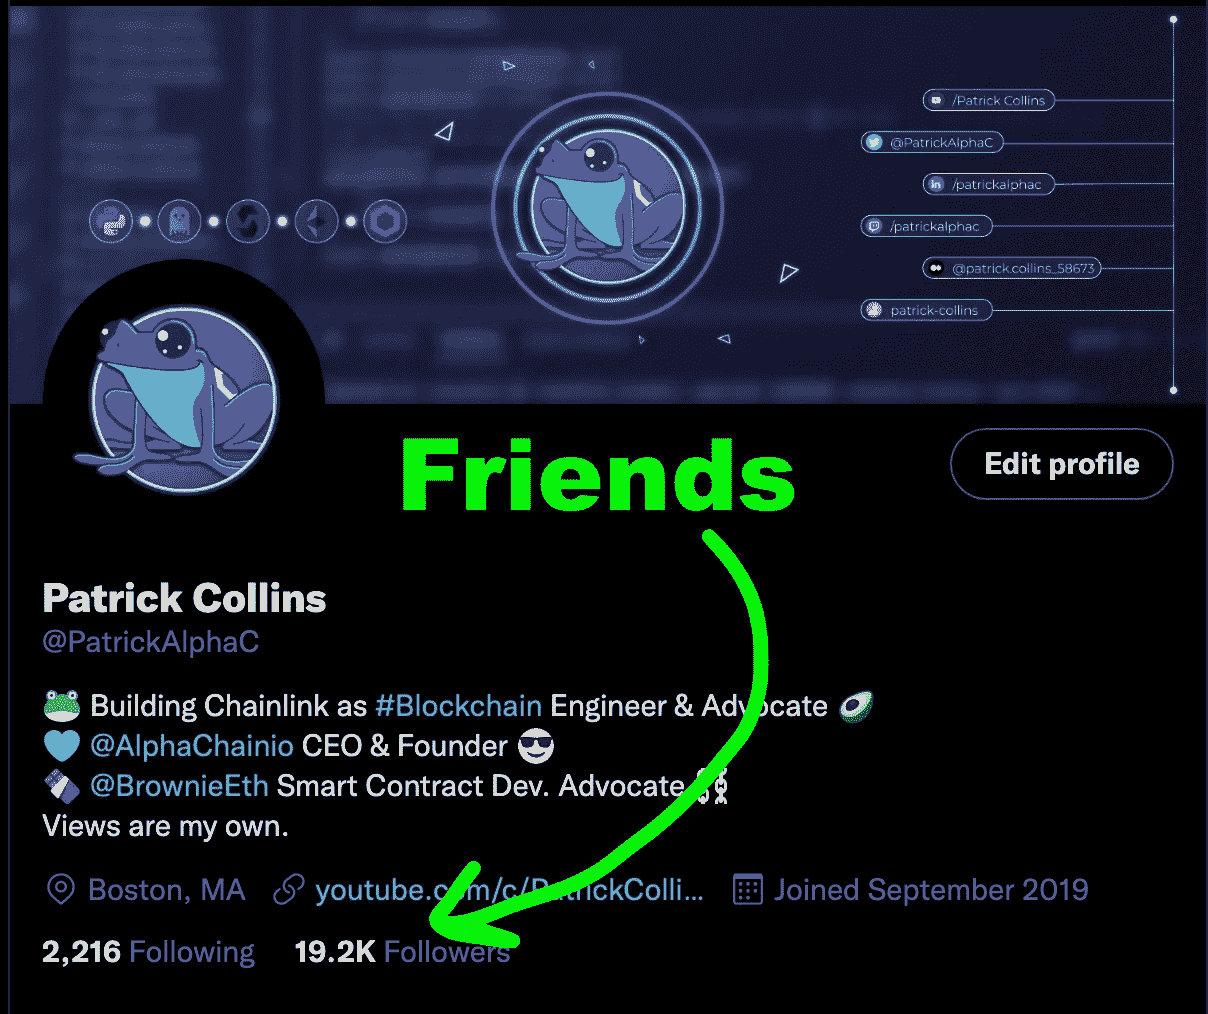 /Patrick Collins
@PatrickAlphaC
/patrickalphac
/patrickalphac
@patrick.collins_58673
patrick-collins
Friends
Edit profile
Patrick Collins
@PatrickAlphaC
🐸 Building Chainlink as #Blockchain Engineer & Advocate 🥑
💙 @AlphaChainio CEO & Founder 😎
🍫 @BrownieEth Smart Contract Dev. Advocate ⛓
Views are my own.
Boston, MA youtube.com/c/PatrickColli... Joined September 2019
2,216 Following 19.2K Followers